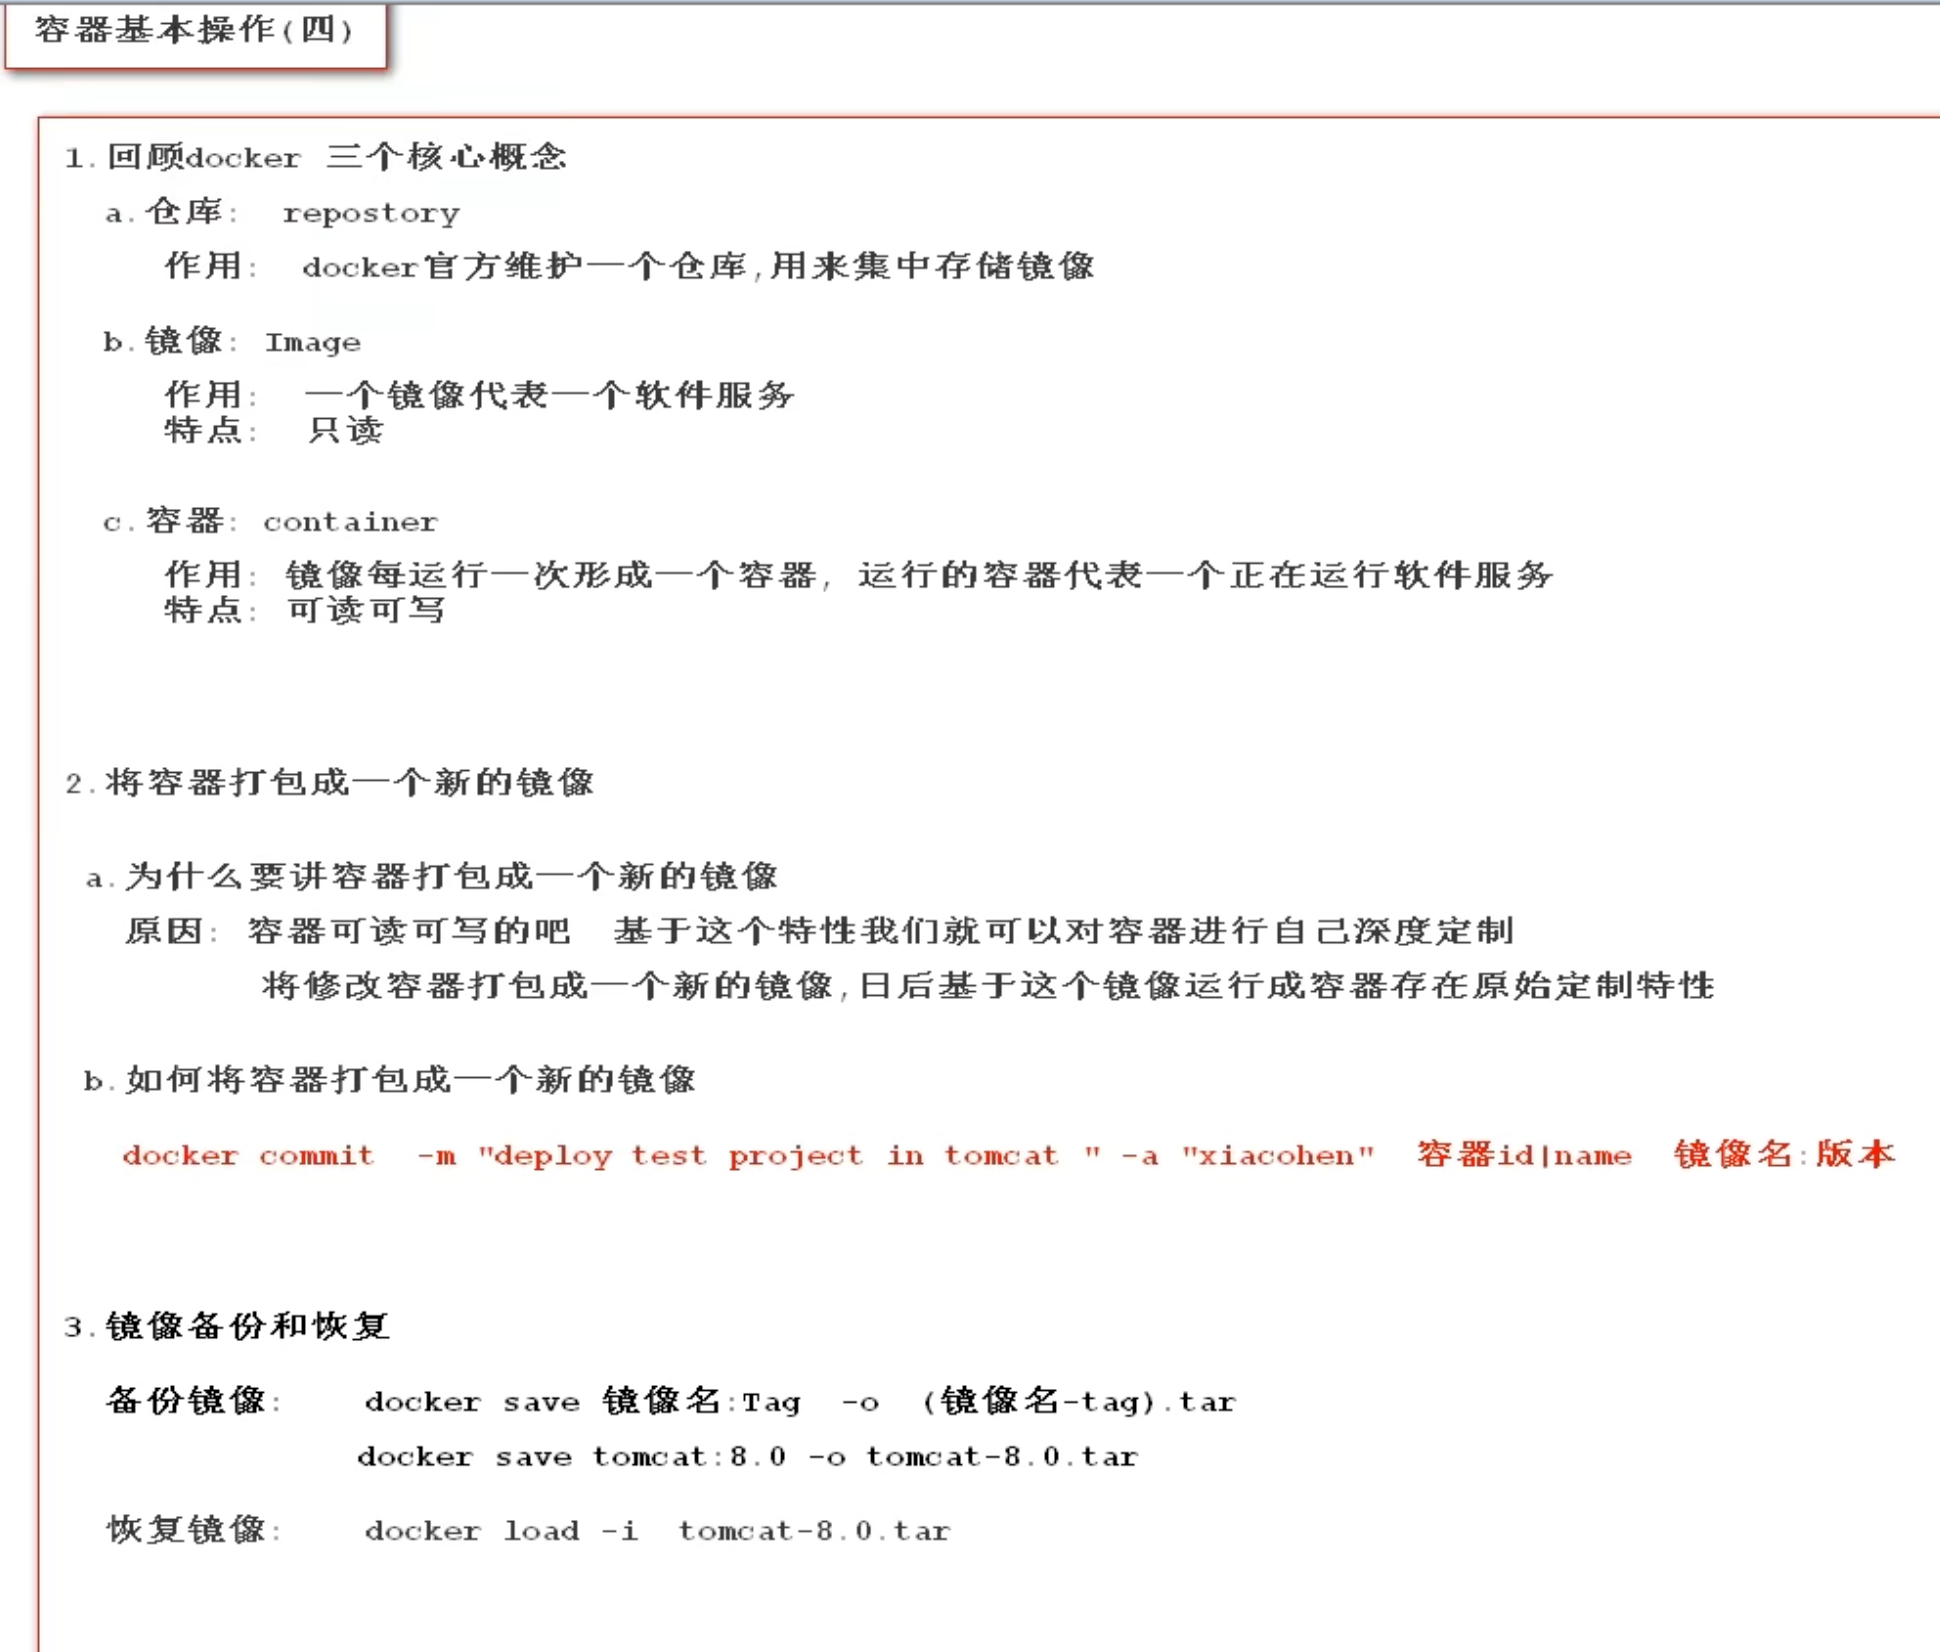 容器基本操作(四)
1.回顾docker 三个核心概念
a.仓库: repostory
作用: docker官方维护一个仓库,用来集中存储镜像
b.镜像: Image
作用: 一个镜像代表一个软件服务
特点: 只读
c.容器: container
作用: 镜像每运行一次形成一个容器, 运行的容器代表一个正在运行软件服务
特点: 可读可写
2.将容器打包成一个新的镜像
a.为什么要讲容器打包成一个新的镜像
原因: 容器可读可写的吧 基于这个特性我们就可以对容器进行自己深度定制
将修改容器打包成一个新的镜像,日后基于这个镜像运行成容器存在原始定制特性
b.如何将容器打包成一个新的镜像
docker commit -m "deploy test project in tomcat " -a "xiacohen" 容器id|name 镜像名:版本
3.镜像备份和恢复
备份镜像: docker save 镜像名:Tag -o (镜像名-tag).tar
docker save tomcat:8.0 -o tomcat-8.0.tar
恢复镜像: docker load -i tomcat-8.0.tar